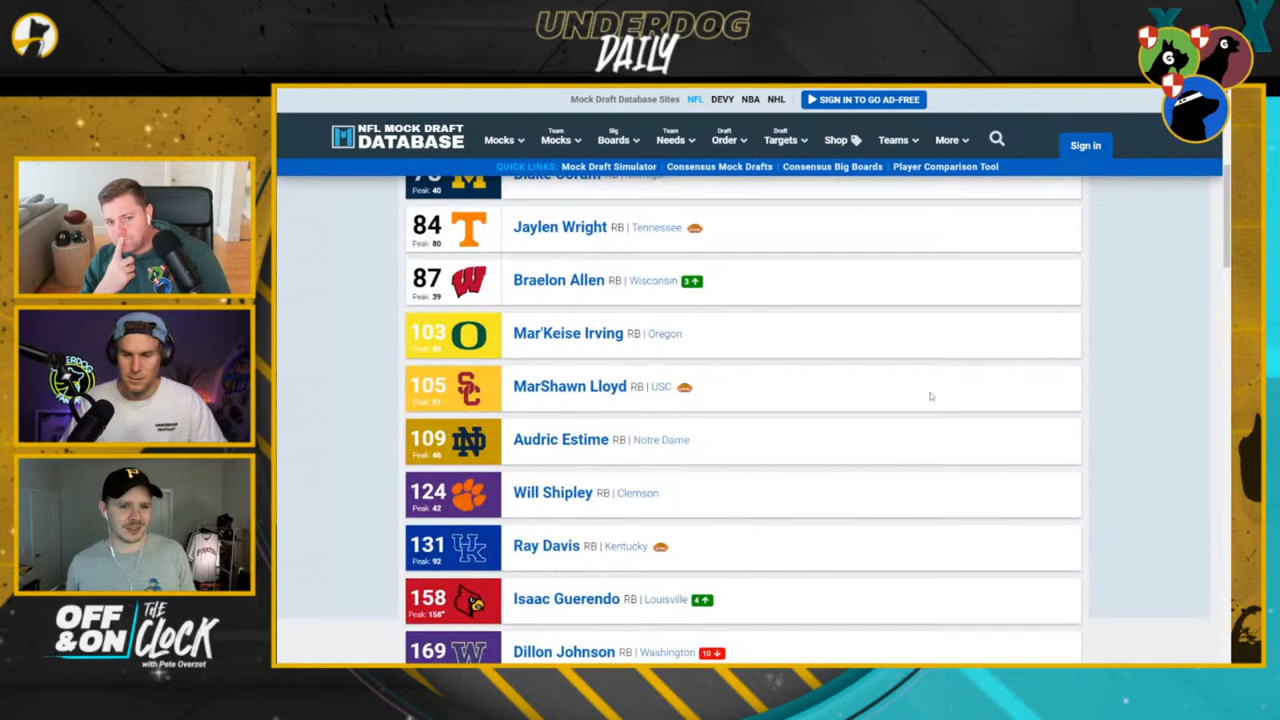 UNDERDOG
DAILY
Mock Draft Database Sites NFL DEVY NBA NHL SIGN IN TO GO AD-FREE
NFL MOCK DRAFT
DATABASE
Mocks
Team
Mocks
Big
Boards
Team
Needs
Draft
Order
Draft
Targets
Shop
Teams
More
Sign in
QUICK LINKS: Mock Draft Simulator | Consensus Mock Drafts | Consensus Big Boards | Player Comparison Tool
Peak: 40
84 Jaylen Wright RB | Tennessee
Peak: 80
87 Braelon Allen RB | Wisconsin 3
Peak: 39
103 Mar'Keise Irving RB | Oregon
105 MarShawn Lloyd RB | USC
Peak: 91
109 Audric Estime RB | Notre Dame
Peak: 46
124 Will Shipley RB | Clemson
Peak: 42
131 Ray Davis RB | Kentucky
Peak: 92
158 Isaac Guerendo RB | Louisville 4
Peak: 158*
169 Dillon Johnson RB | Washington 10
OFF
&ON
THE
CLOCK
with Pete Overzet